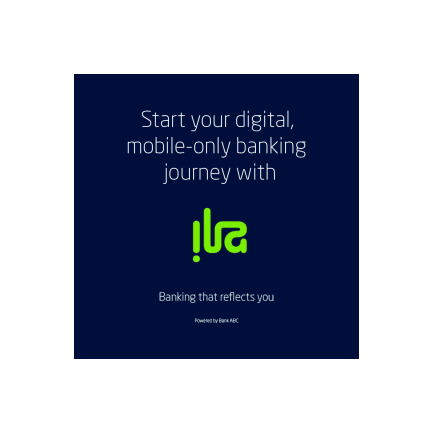 Start your digital,
mobile-only banking
journey with
ila
Banking that reflects you
Powered by Bank ABC